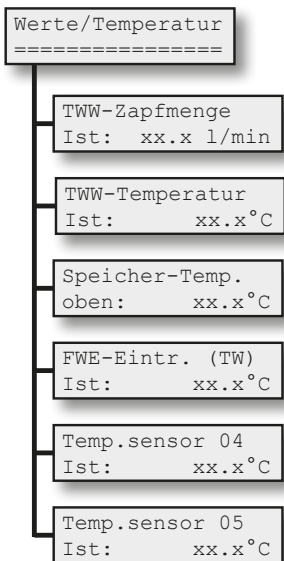 Werte/Temperatur
================
TWW-Zapfmenge
Ist: xx.x l/min
TWW-Temperatur
Ist: xx.x°C
Speicher-Temp.
oben: xx.x°C
FWE-Eintr. (TW)
Ist: xx.x°C
Temp.sensor 04
Ist: xx.x°C
Temp.sensor 05
Ist: xx.x°C